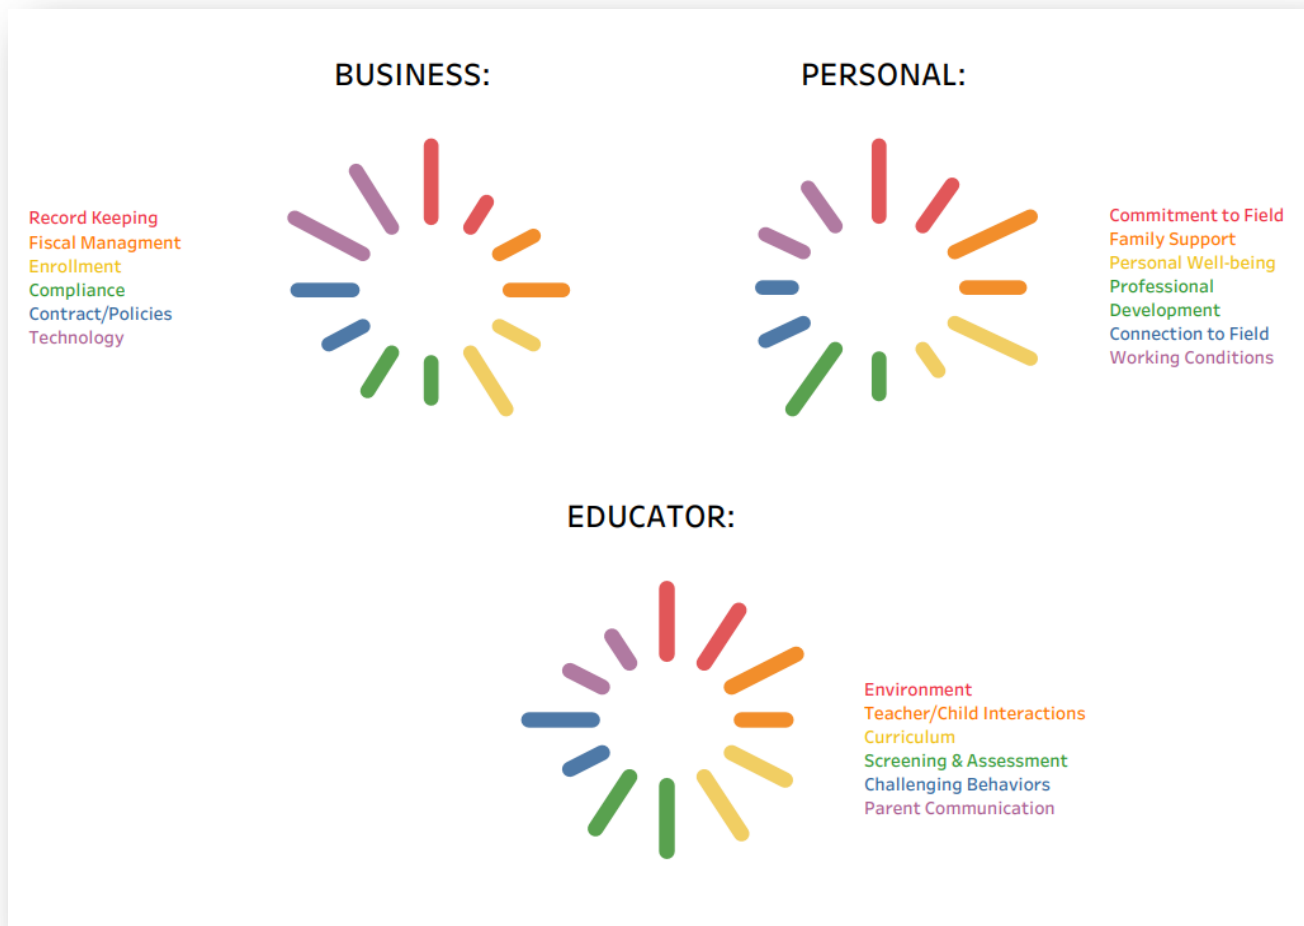 BUSINESS:
PERSONAL:
Record Keeping
Fiscal Managment
Enrollment
Compliance
Contract/Policies
Technology
Commitment to Field
Family Support
Personal Well-being
Professional
Development
Connection to Field
Working Conditions
EDUCATOR:
Environment
Teacher/Child Interactions
Curriculum
Screening & Assessment
Challenging Behaviors
Parent Communication